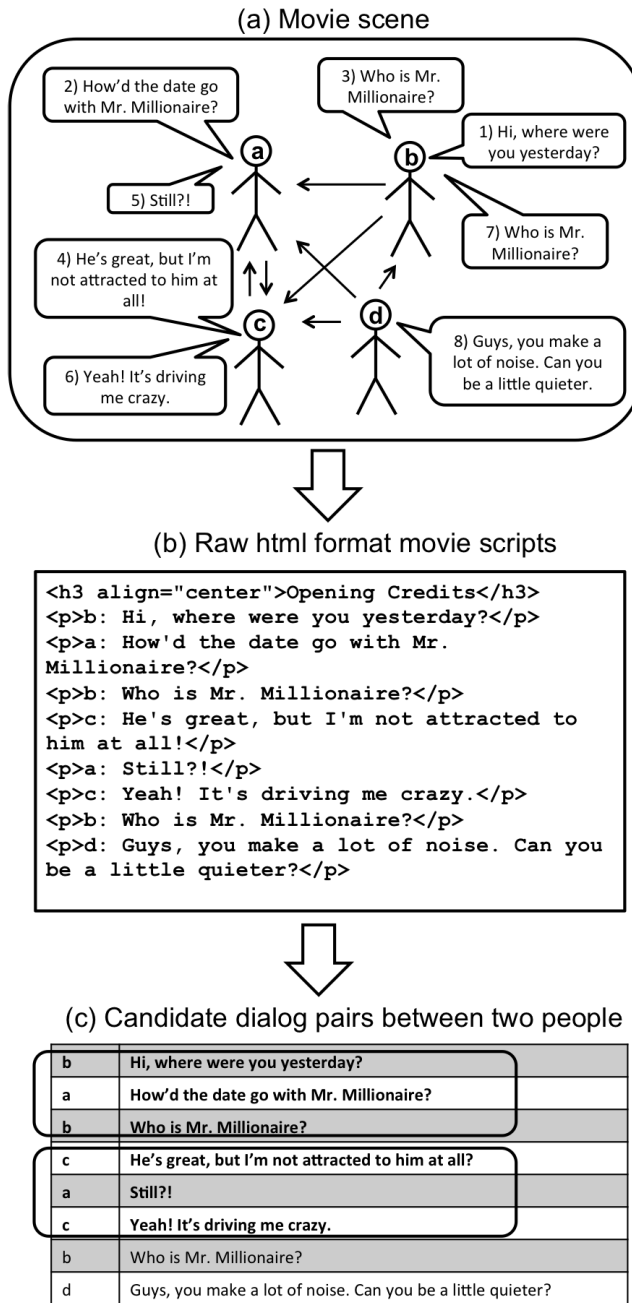 (a) Movie scene
2) How'd the date go
with Mr. Millionaire?
3) Who is Mr.
Millionaire?
a
b
1) Hi, where were
you yesterday?
5) Still?!
7) Who is Mr.
Millionaire?
4) He's great, but I'm
not attracted to him at
all!
c
d
8) Guys, you make a
lot of noise. Can you
be a little quieter.
6) Yeah! It's driving
me crazy.
(b) Raw html format movie scripts
<h3 align="center">Opening Credits</h3>
<p>b: Hi, where were you yesterday?</p>
<p>a: How'd the date go with Mr.
Millionaire?</p>
<p>b: Who is Mr. Millionaire?</p>
<p>c: He's great, but I'm not attracted to
him at all!</p>
<p>a: Still?!</p>
<p>c: Yeah! It's driving me crazy.</p>
<p>b: Who is Mr. Millionaire?</p>
<p>d: Guys, you make a lot of noise. Can you
be a little quieter?</p>
(c) Candidate dialog pairs between two people
b Hi, where were you yesterday?
a How'd the date go with Mr. Millionaire?
b Who is Mr. Millionaire?
c He's great, but I'm not attracted to him at all?
a Still?!
c Yeah! It's driving me crazy.
b Who is Mr. Millionaire?
d Guys, you make a lot of noise. Can you be a little quieter?